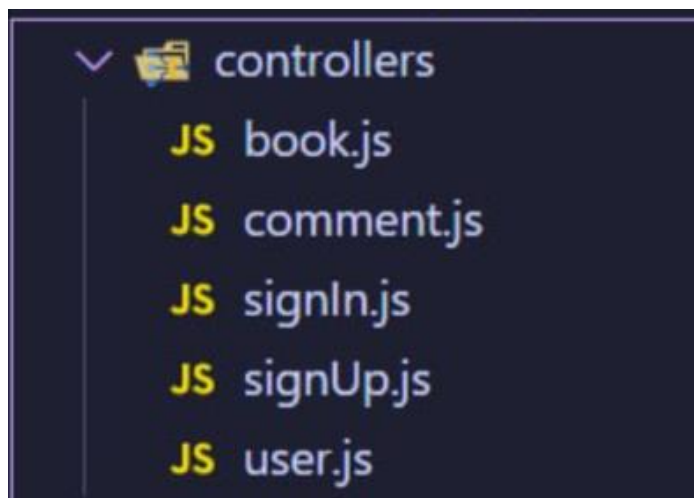 controllers
JS book.js
JS comment.js
JS signIn.js
JS signUp.js
JS user.js